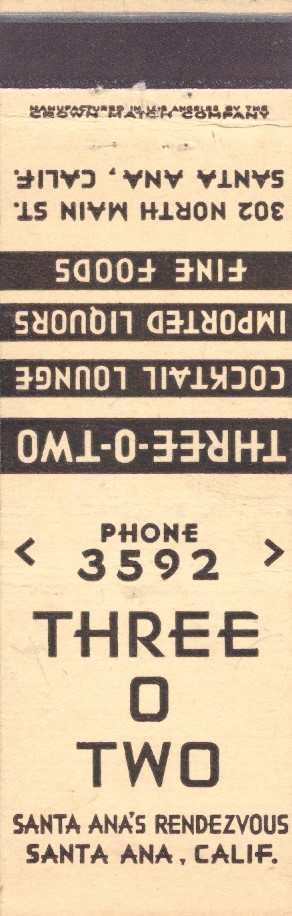 MANUFACTURED IN LOS ANGELES BY THE
CROWN MATCH COMPANY
THREE-O-TWO
COCKTAIL LOUNGE
IMPORTED LIQUORS
FINE FOODS
302 NORTH MAIN ST.
SANTA ANA, CALIF.
< PHONE >
3592
THREE
O
TWO
SANTA ANA'S RENDEZVOUS
SANTA ANA, CALIF.